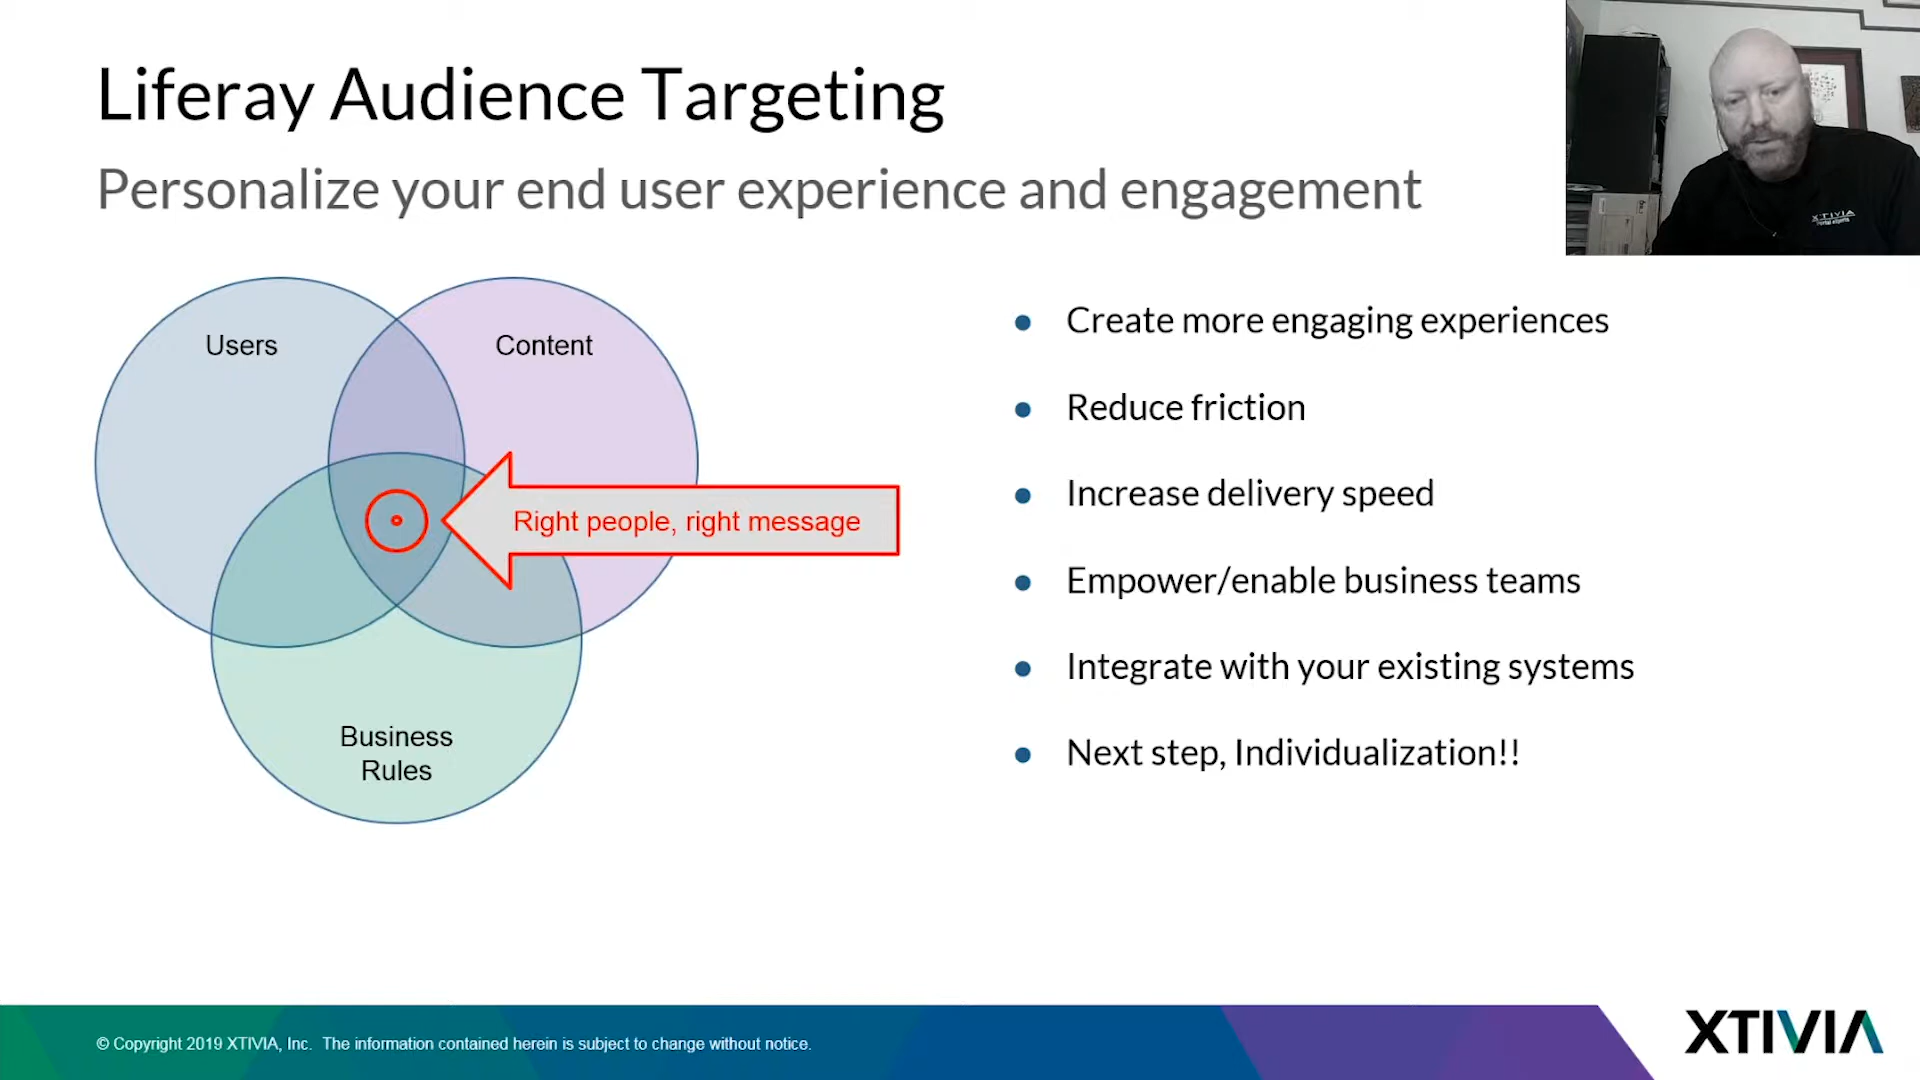 Liferay Audience Targeting
Personalize your end user experience and engagement
XTIVIA
Users
Content
Right people, right message
Business
Rules
● Create more engaging experiences
● Reduce friction
● Increase delivery speed
● Empower/enable business teams
● Integrate with your existing systems
● Next step, Individualization!!
© Copyright 2019 XTIVIA, Inc. The information contained herein is subject to change without notice.
XTIVIA